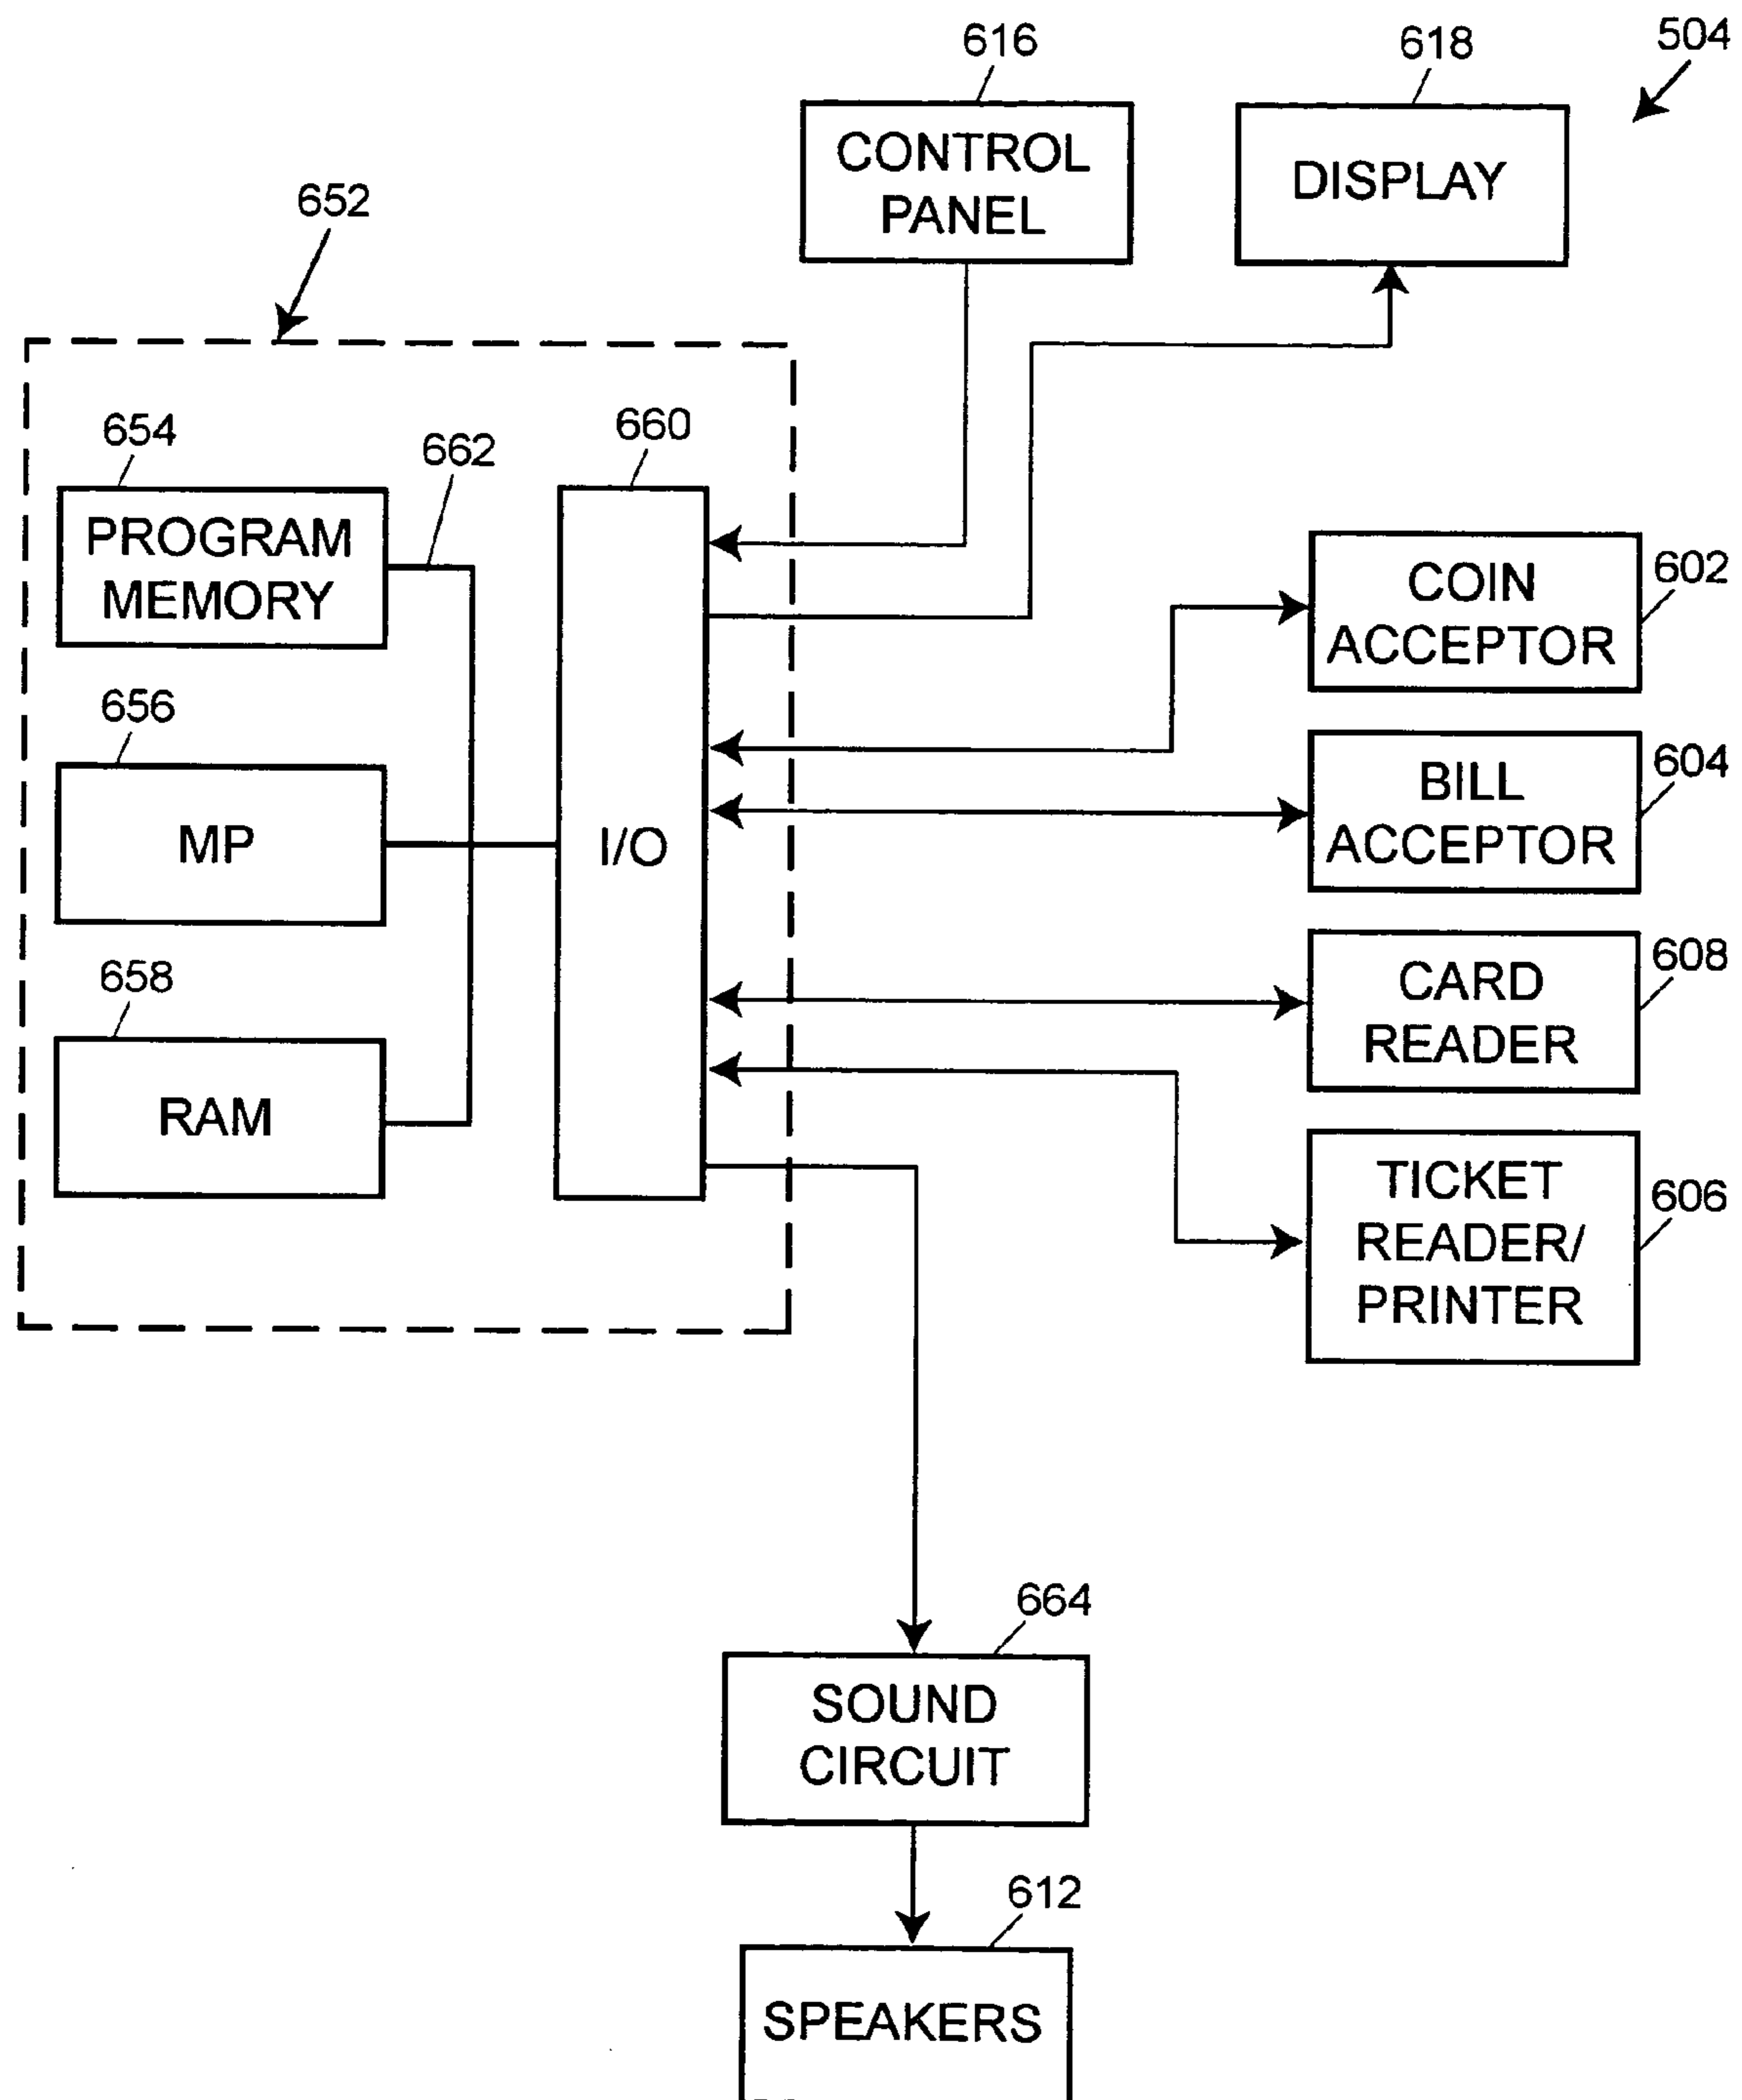 616
618
504
CONTROL
PANEL
DISPLAY
652
654
662
660
PROGRAM
MEMORY
COIN
ACCEPTOR
602
656
MP
I/O
BILL
ACCEPTOR
604
658
RAM
CARD
READER
608
TICKET
READER/
PRINTER
606
664
SOUND
CIRCUIT
612
SPEAKERS